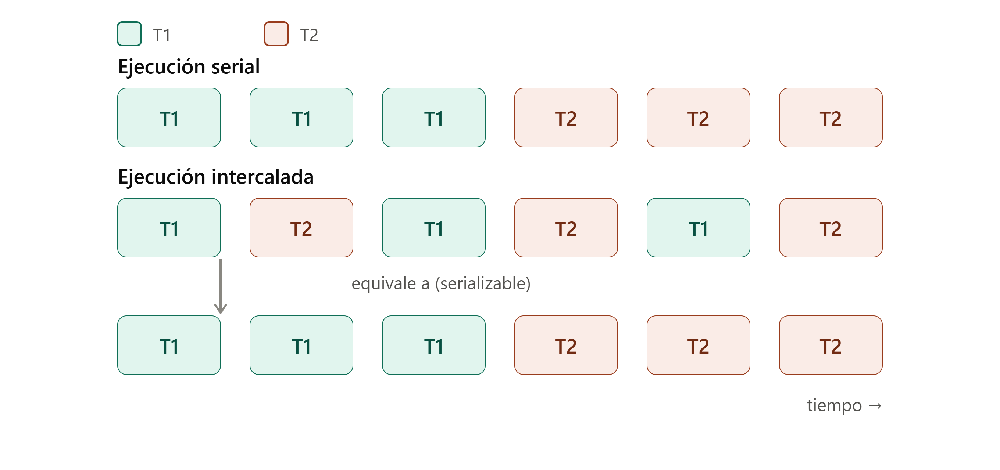 T1 T2
Ejecución serial
T1 T1 T1 T2 T2 T2
Ejecución intercalada
T1 T2 T1 T2 T1 T2
equivale a (serializable)
T1 T1 T1 T2 T2 T2
tiempo →